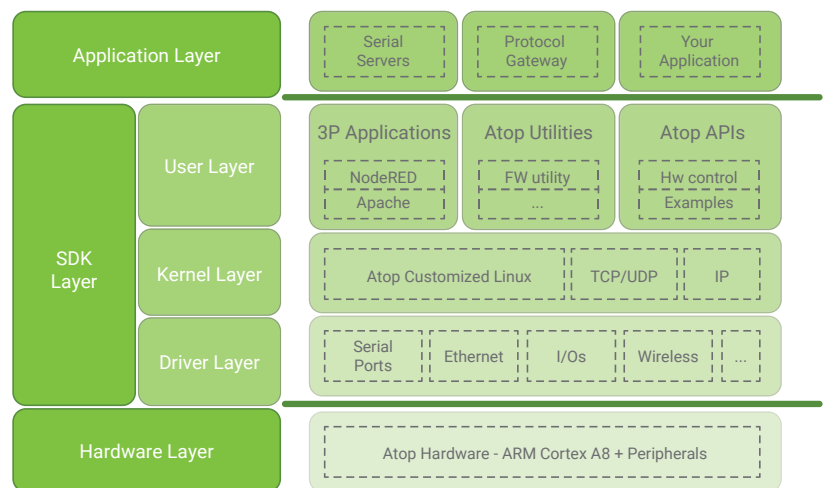 Application Layer
Serial
Servers
Protocol
Gateway
Your
Application
SDK
Layer
User Layer
3P Applications
NodeRED
Apache
Atop Utilities
FW utility
...
Atop APIs
Hw control
Examples
Kernel Layer
Atop Customized Linux
TCP/UDP
IP
Driver Layer
Serial
Ports
Ethernet
I/Os
Wireless
...
Hardware Layer
Atop Hardware - ARM Cortex A8 + Peripherals